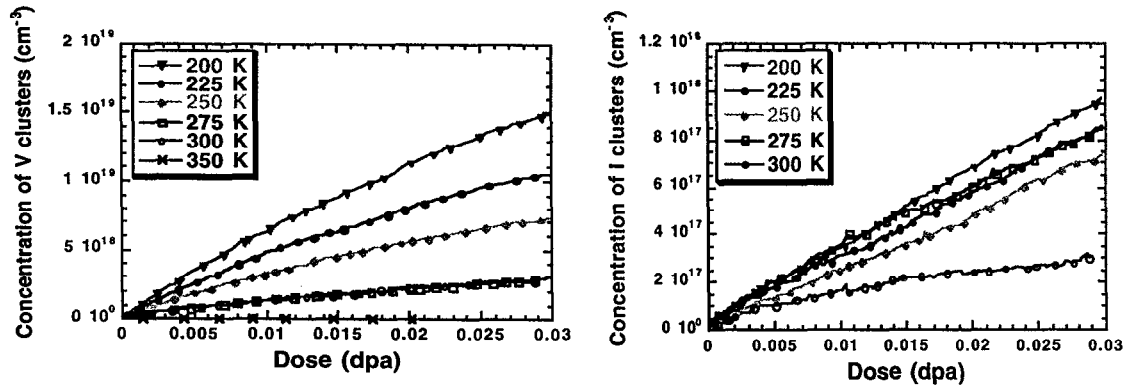 Concentration of V clusters (cm⁻³)
2 10¹⁹
1.5 10¹⁹
1 10¹⁹
5 10¹⁸
0 10⁰
200 K
225 K
250 K
275 K
300 K
350 K
0 0.005 0.01 0.015 0.02 0.025 0.03
Dose (dpa)
Concentration of I clusters (cm⁻³)
1.2 10¹⁸
1 10¹⁸
8 10¹⁷
6 10¹⁷
4 10¹⁷
2 10¹⁷
0 10⁰
200 K
225 K
250 K
275 K
300 K
0 0.005 0.01 0.015 0.02 0.025 0.03
Dose (dpa)